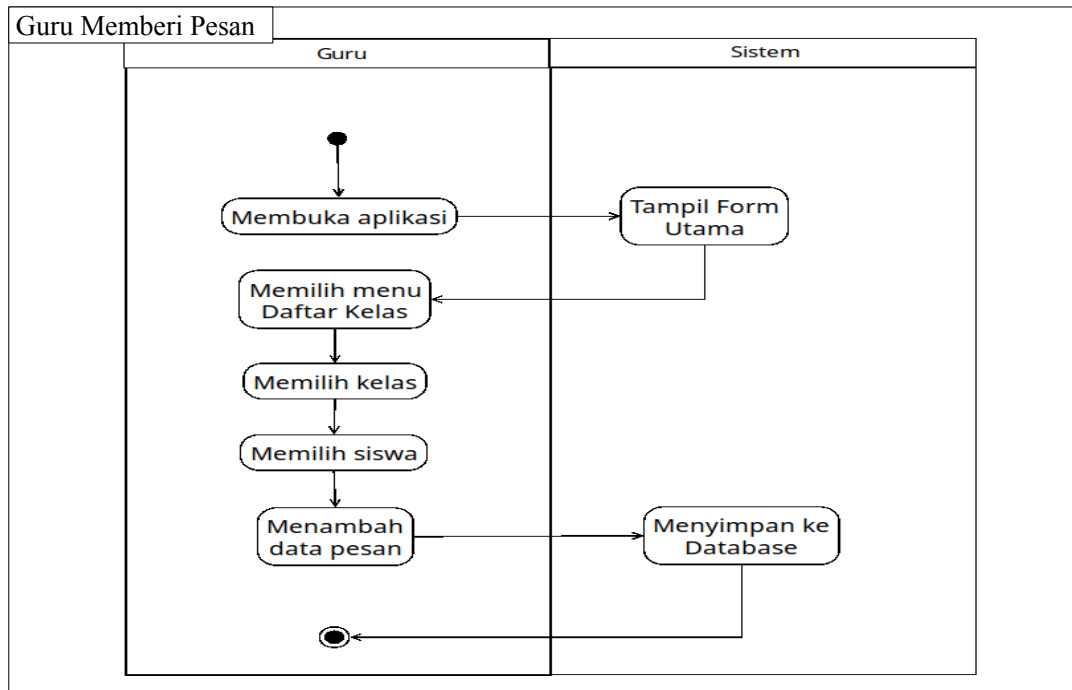 Guru Memberi Pesan
Guru
Sistem
Membuka aplikasi
Tampil Form
Utama
Memilih menu
Daftar Kelas
Memilih kelas
Memilih siswa
Menambah
data pesan
Menyimpan ke
Database